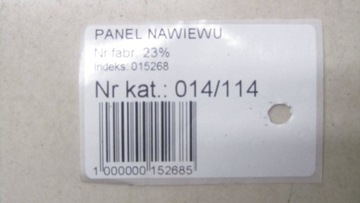 PANEL NAWIEWU
Nr fabr. 23%
Indeks: 015268
Nr kat.: 014/114
1 000000 152685